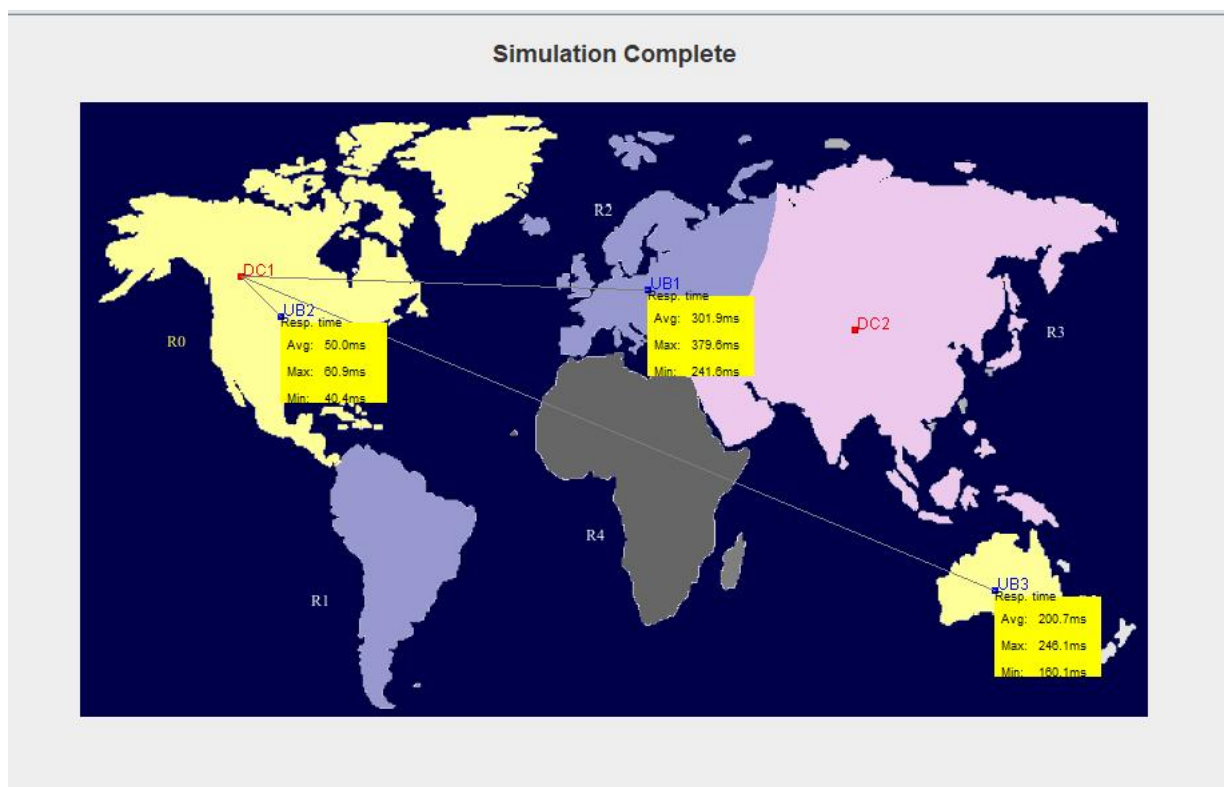 Simulation Complete
R2
DC1
UB1
Resp. time
Avg: 301.9ms
Max: 379.6ms
Min: 241.6ms
UB2
Resp. time
Avg: 50.0ms
Max: 60.9ms
Min: 40.4ms
R0
DC2
R3
R4
R1
UB3
Resp. time
Avg: 200.7ms
Max: 246.1ms
Min: 160.1ms